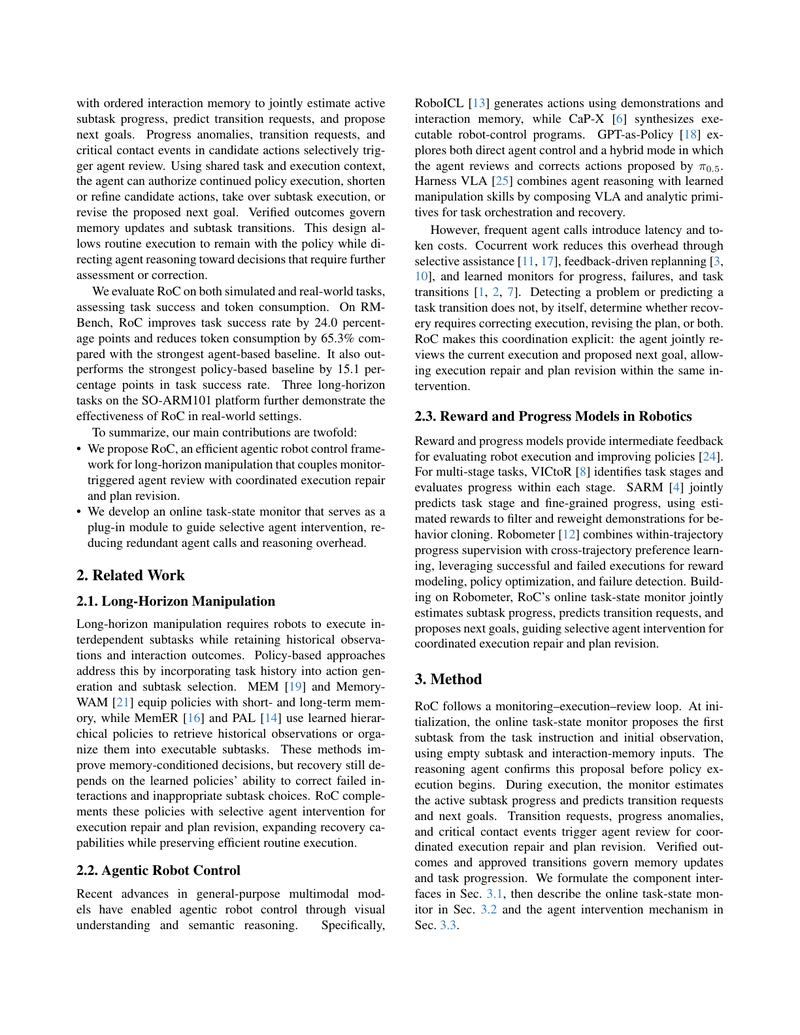 with ordered interaction memory to jointly estimate active
subtask progress, predict transition requests, and propose
next goals. Progress anomalies, transition requests, and
critical contact events in candidate actions selectively trig-
ger agent review. Using shared task and execution context,
the agent can authorize continued policy execution, shorten
or refine candidate actions, take over subtask execution, or
revise the proposed next goal. Verified outcomes govern
memory updates and subtask transitions. This design al-
lows routine execution to remain with the policy while di-
recting agent reasoning toward decisions that require further
assessment or correction.
We evaluate RoC on both simulated and real-world tasks,
assessing task success and token consumption. On RM-
Bench, RoC improves task success rate by 24.0 percent-
age points and reduces token consumption by 65.3% com-
pared with the strongest agent-based baseline. It also out-
performs the strongest policy-based baseline by 15.1 per-
centage points in task success rate. Three long-horizon
tasks on the SO-ARM101 platform further demonstrate the
effectiveness of RoC in real-world settings.
To summarize, our main contributions are twofold:
• We propose RoC, an efficient agentic robot control frame-
work for long-horizon manipulation that couples monitor-
triggered agent review with coordinated execution repair
and plan revision.
• We develop an online task-state monitor that serves as a
plug-in module to guide selective agent intervention, re-
ducing redundant agent calls and reasoning overhead.
2. Related Work
2.1. Long-Horizon Manipulation
Long-horizon manipulation requires robots to execute in-
terdependent subtasks while retaining historical observa-
tions and interaction outcomes. Policy-based approaches
address this by incorporating task history into action gen-
eration and subtask selection. MEM [19] and Memory-
WAM [21] equip policies with short- and long-term mem-
ory, while MemER [16] and PAL [14] use learned hierar-
chical policies to retrieve historical observations or orga-
nize them into executable subtasks. These methods im-
prove memory-conditioned decisions, but recovery still de-
pends on the learned policies' ability to correct failed in-
teractions and inappropriate subtask choices. RoC comple-
ments these policies with selective agent intervention for
execution repair and plan revision, expanding recovery ca-
pabilities while preserving efficient routine execution.
2.2. Agentic Robot Control
Recent advances in general-purpose multimodal mod-
els have enabled agentic robot control through visual
understanding and semantic reasoning. Specifically,
RoboICL [13] generates actions using demonstrations and
interaction memory, while CaP-X [6] synthesizes exe-
cutable robot-control programs. GPT-as-Policy [18] ex-
plores both direct agent control and a hybrid mode in which
the agent reviews and corrects actions proposed by π0.5.
Harness VLA [25] combines agent reasoning with learned
manipulation skills by composing VLA and analytic primi-
tives for task orchestration and recovery.
However, frequent agent calls introduce latency and to-
ken costs. Cocurrent work reduces this overhead through
selective assistance [11, 17], feedback-driven replanning [3,
10], and learned monitors for progress, failures, and task
transitions [1, 2, 7]. Detecting a problem or predicting a
task transition does not, by itself, determine whether recov-
ery requires correcting execution, revising the plan, or both.
RoC makes this coordination explicit: the agent jointly re-
views the current execution and proposed next goal, allow-
ing execution repair and plan revision within the same in-
tervention.
2.3. Reward and Progress Models in Robotics
Reward and progress models provide intermediate feedback
for evaluating robot execution and improving policies [24].
For multi-stage tasks, VICtoR [8] identifies task stages and
evaluates progress within each stage. SARM [4] jointly
predicts task stage and fine-grained progress, using esti-
mated rewards to filter and reweight demonstrations for be-
havior cloning. Robometer [12] combines within-trajectory
progress supervision with cross-trajectory preference learn-
ing, leveraging successful and failed executions for reward
modeling, policy optimization, and failure detection. Build-
ing on Robometer, RoC's online task-state monitor jointly
estimates subtask progress, predicts transition requests, and
proposes next goals, guiding selective agent intervention for
coordinated execution repair and plan revision.
3. Method
RoC follows a monitoring–execution–review loop. At ini-
tialization, the online task-state monitor proposes the first
subtask from the task instruction and initial observation,
using empty subtask and interaction-memory inputs. The
reasoning agent confirms this proposal before policy ex-
ecution begins. During execution, the monitor estimates
the active subtask progress and predicts transition requests
and next goals. Transition requests, progress anomalies,
and critical contact events trigger agent review for coor-
dinated execution repair and plan revision. Verified out-
comes and approved transitions govern memory updates
and task progression. We formulate the component inter-
faces in Sec. 3.1, then describe the online task-state mon-
itor in Sec. 3.2 and the agent intervention mechanism in
Sec. 3.3.